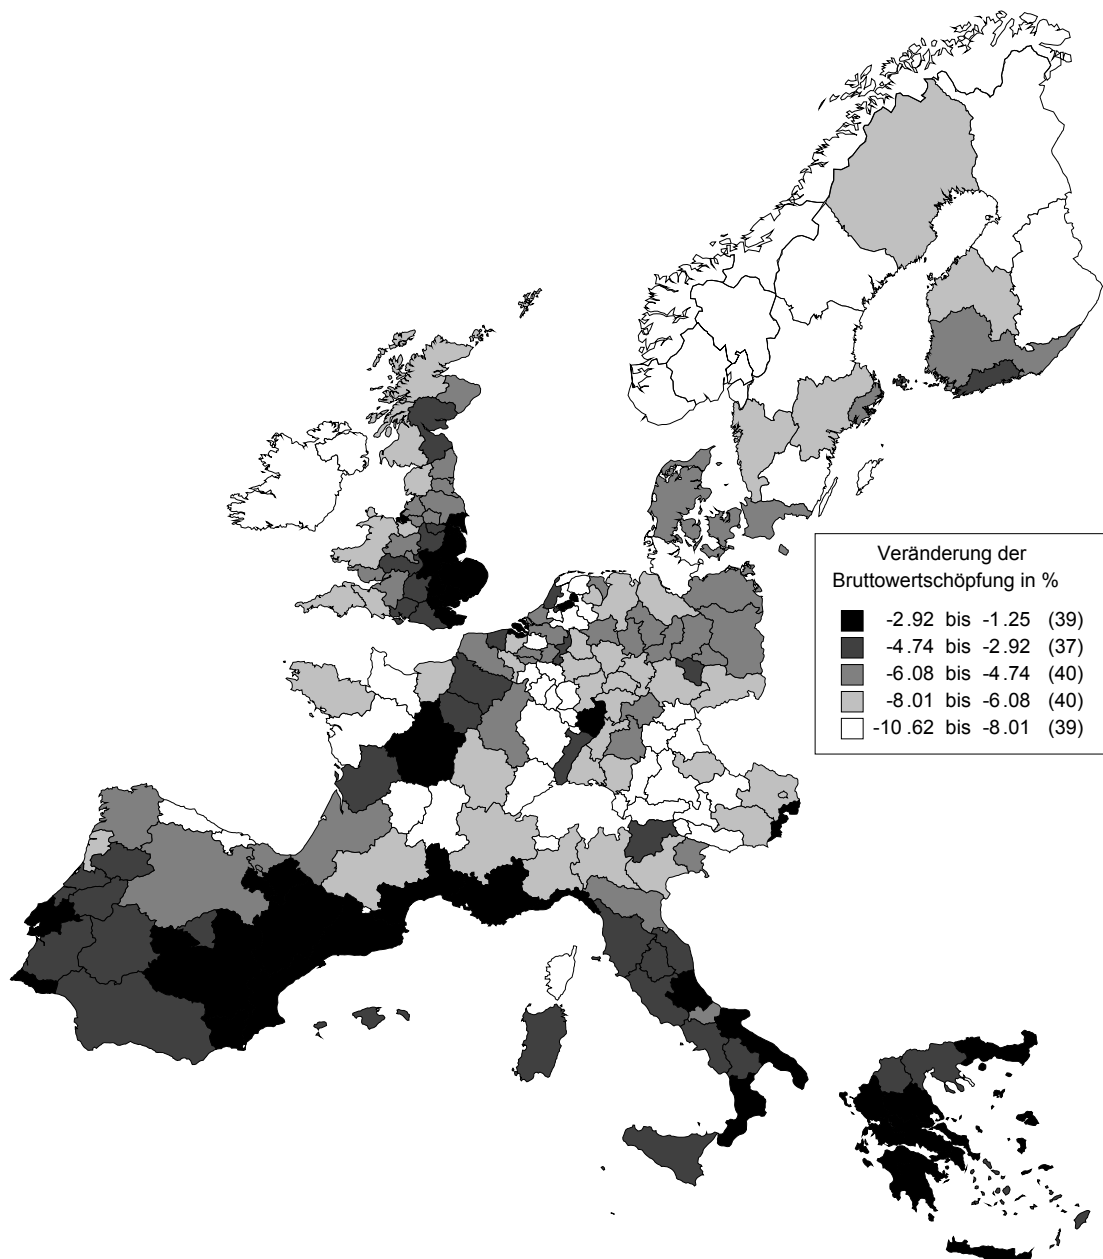 Veränderung der
Bruttowertschöpfung in %
-2.92 bis -1.25 (39)
-4.74 bis -2.92 (37)
-6.08 bis -4.74 (40)
-8.01 bis -6.08 (40)
-10 .62 bis -8.01 (39)